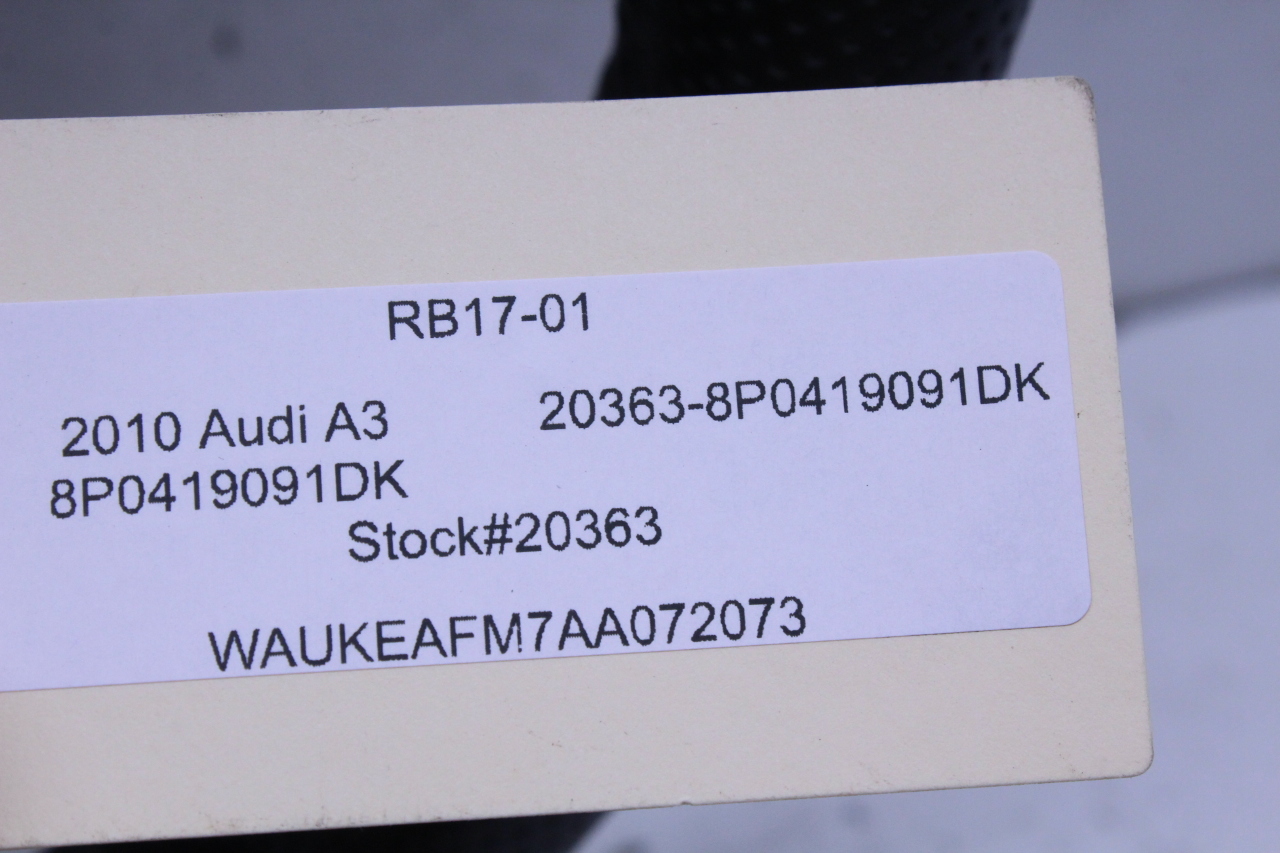 RB17-01
2010 Audi A3 20363-8P0419091DK
8P0419091DK
Stock#20363
WAUKEAFM7AA072073